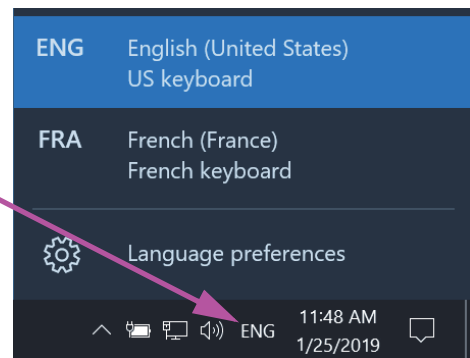 ENG English (United States)
US keyboard
FRA French (France)
French keyboard
Language preferences
ENG 11:48 AM
1/25/2019